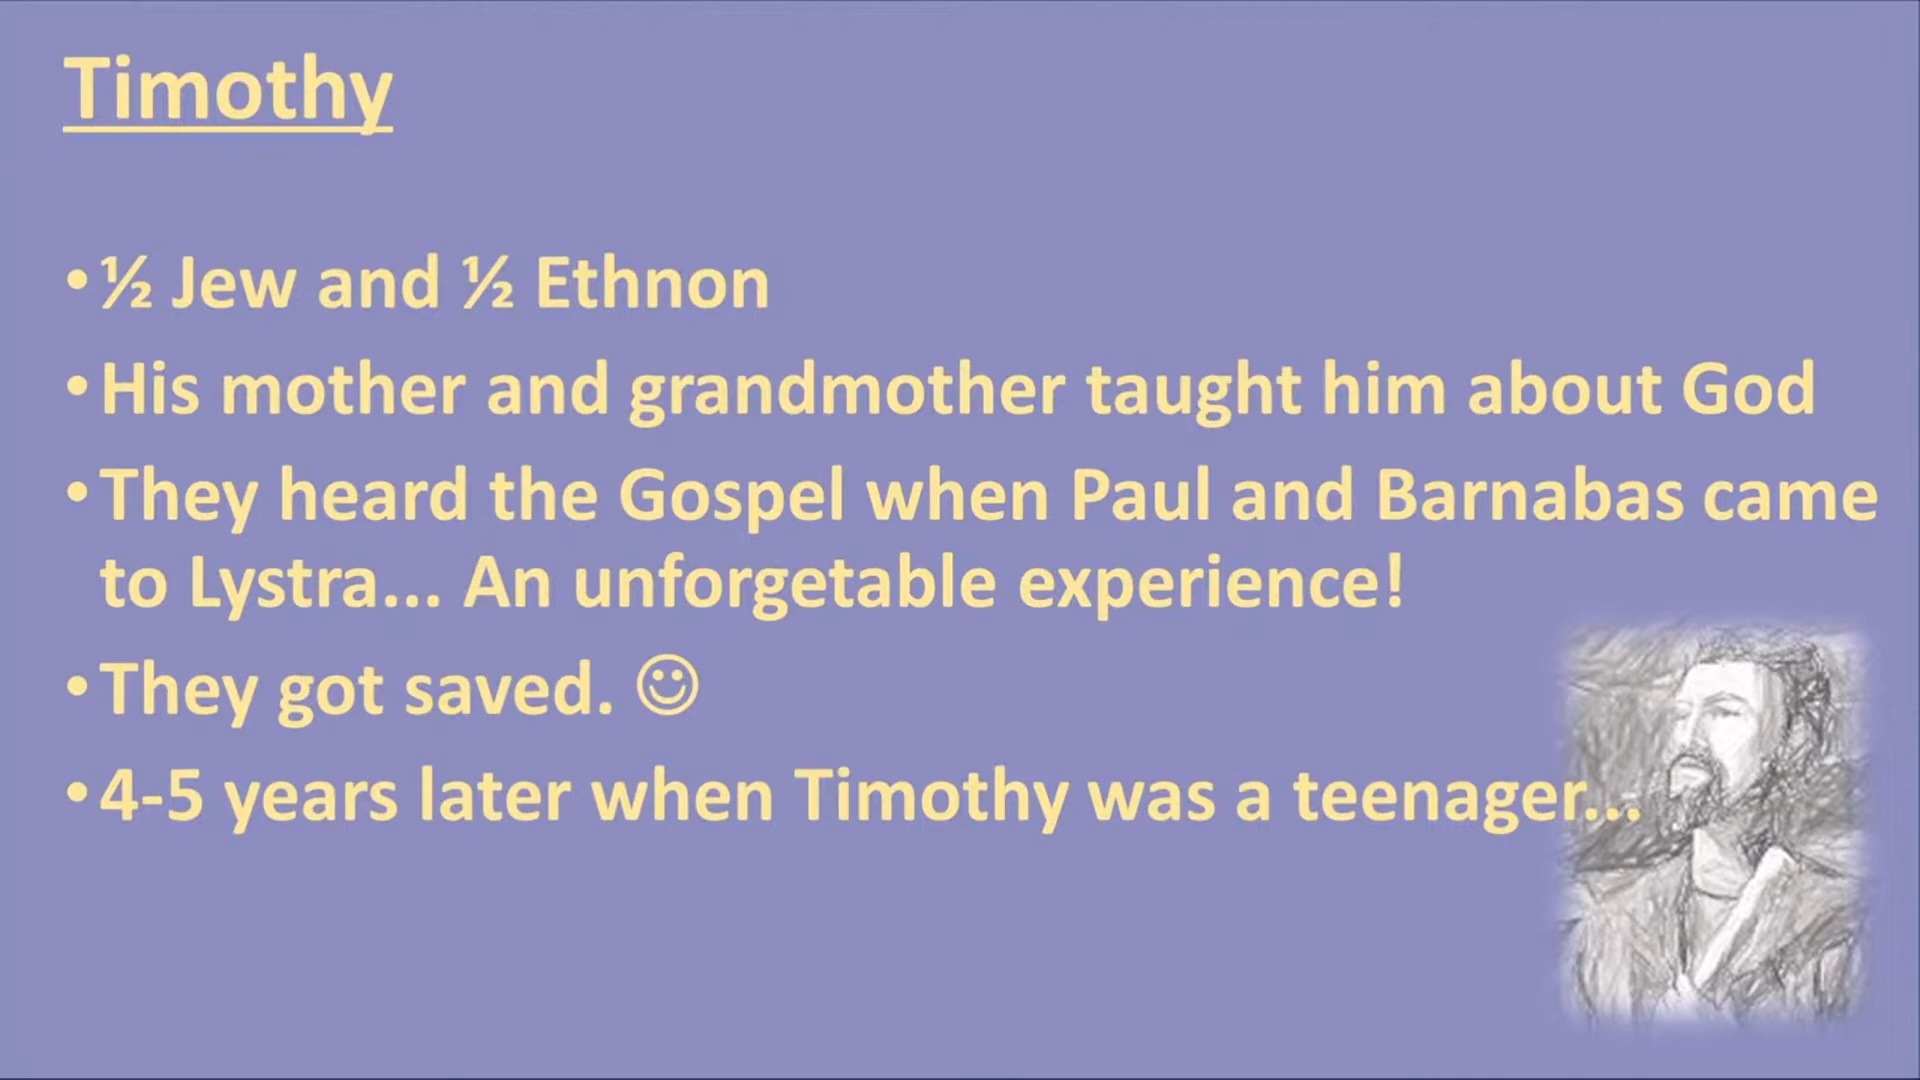 Timothy
•½ Jew and ½ Ethnon
•His mother and grandmother taught him about God
•They heard the Gospel when Paul and Barnabas came
to Lystra... An unforgetable experience!
•They got saved. ☺
•4-5 years later when Timothy was a teenager...